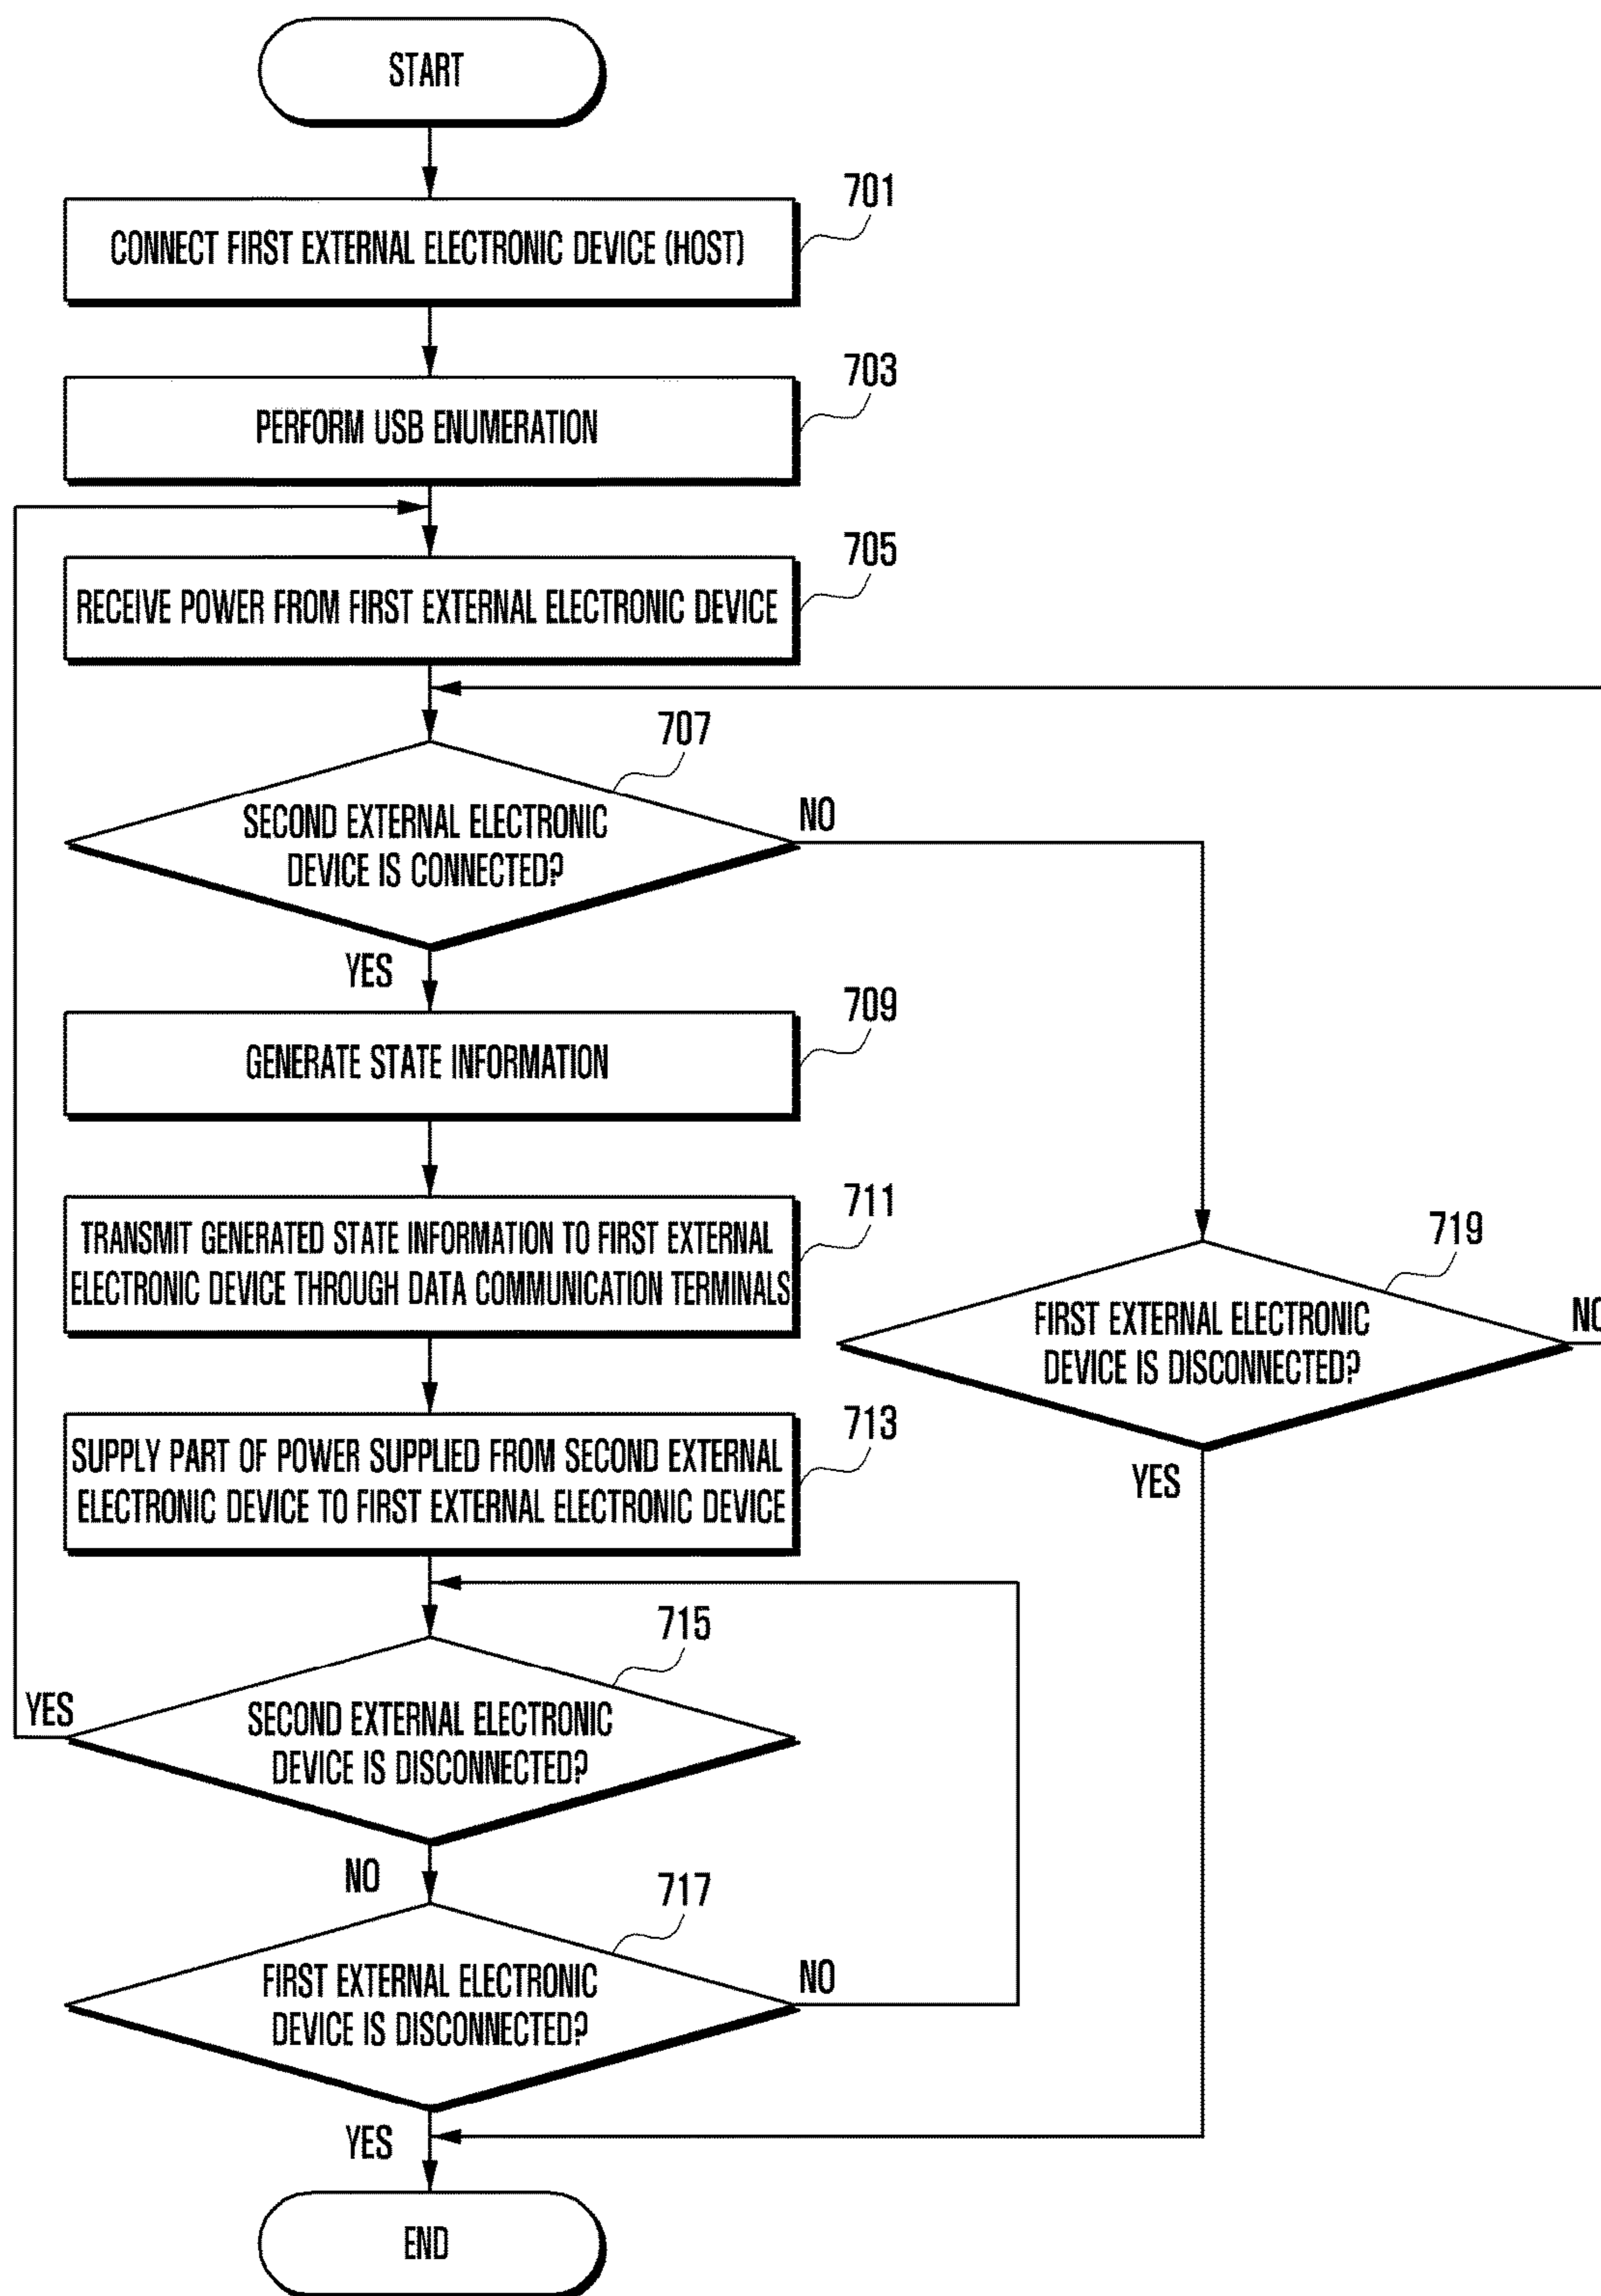 START
701
CONNECT FIRST EXTERNAL ELECTRONIC DEVICE (HOST)
703
PERFORM USB ENUMERATION
705
RECEIVE POWER FROM FIRST EXTERNAL ELECTRONIC DEVICE
707
SECOND EXTERNAL ELECTRONIC
DEVICE IS CONNECTED?
NO
YES
709
GENERATE STATE INFORMATION
711
TRANSMIT GENERATED STATE INFORMATION TO FIRST EXTERNAL
ELECTRONIC DEVICE THROUGH DATA COMMUNICATION TERMINALS
719
FIRST EXTERNAL ELECTRONIC
DEVICE IS DISCONNECTED?
NO
YES
713
SUPPLY PART OF POWER SUPPLIED FROM SECOND EXTERNAL
ELECTRONIC DEVICE TO FIRST EXTERNAL ELECTRONIC DEVICE
715
SECOND EXTERNAL ELECTRONIC
DEVICE IS DISCONNECTED?
YES
NO
717
FIRST EXTERNAL ELECTRONIC
DEVICE IS DISCONNECTED?
NO
YES
END